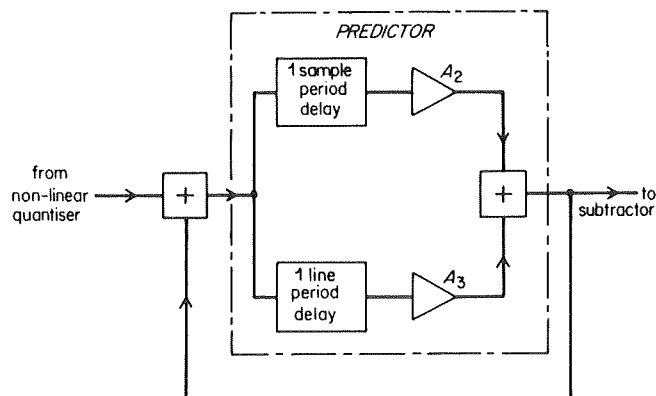 PREDICTOR
1 sample
period
delay
A2
from
non-linear
quantiser
+
+
to
subtractor
1 line
period
delay
A3